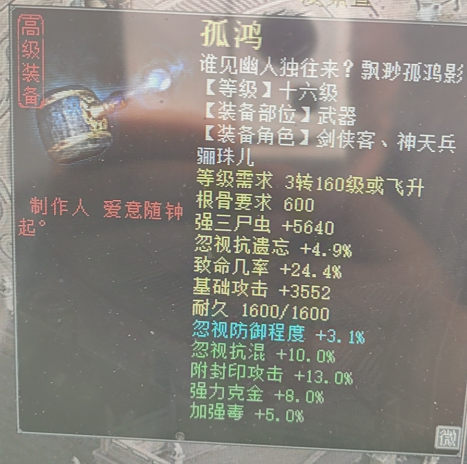 高级装备
孤鸿
谁见幽人独往来？飘渺孤鸿影
【等级】十六级
【装备部位】武器
【装备角色】剑侠客、神天兵
骊珠儿
等级需求 3转160级或飞升
根骨要求 600
强三尸虫 +5640
忽视抗遗忘 +4.9%
致命几率 +24.4%
基础攻击 +3552
耐久 1600/1600
忽视防御程度 +3.1%
忽视抗混 +10.0%
附封印攻击 +13.0%
强力克金 +8.0%
加强毒 +5.0%
制作人 爱意随钟
起°
微